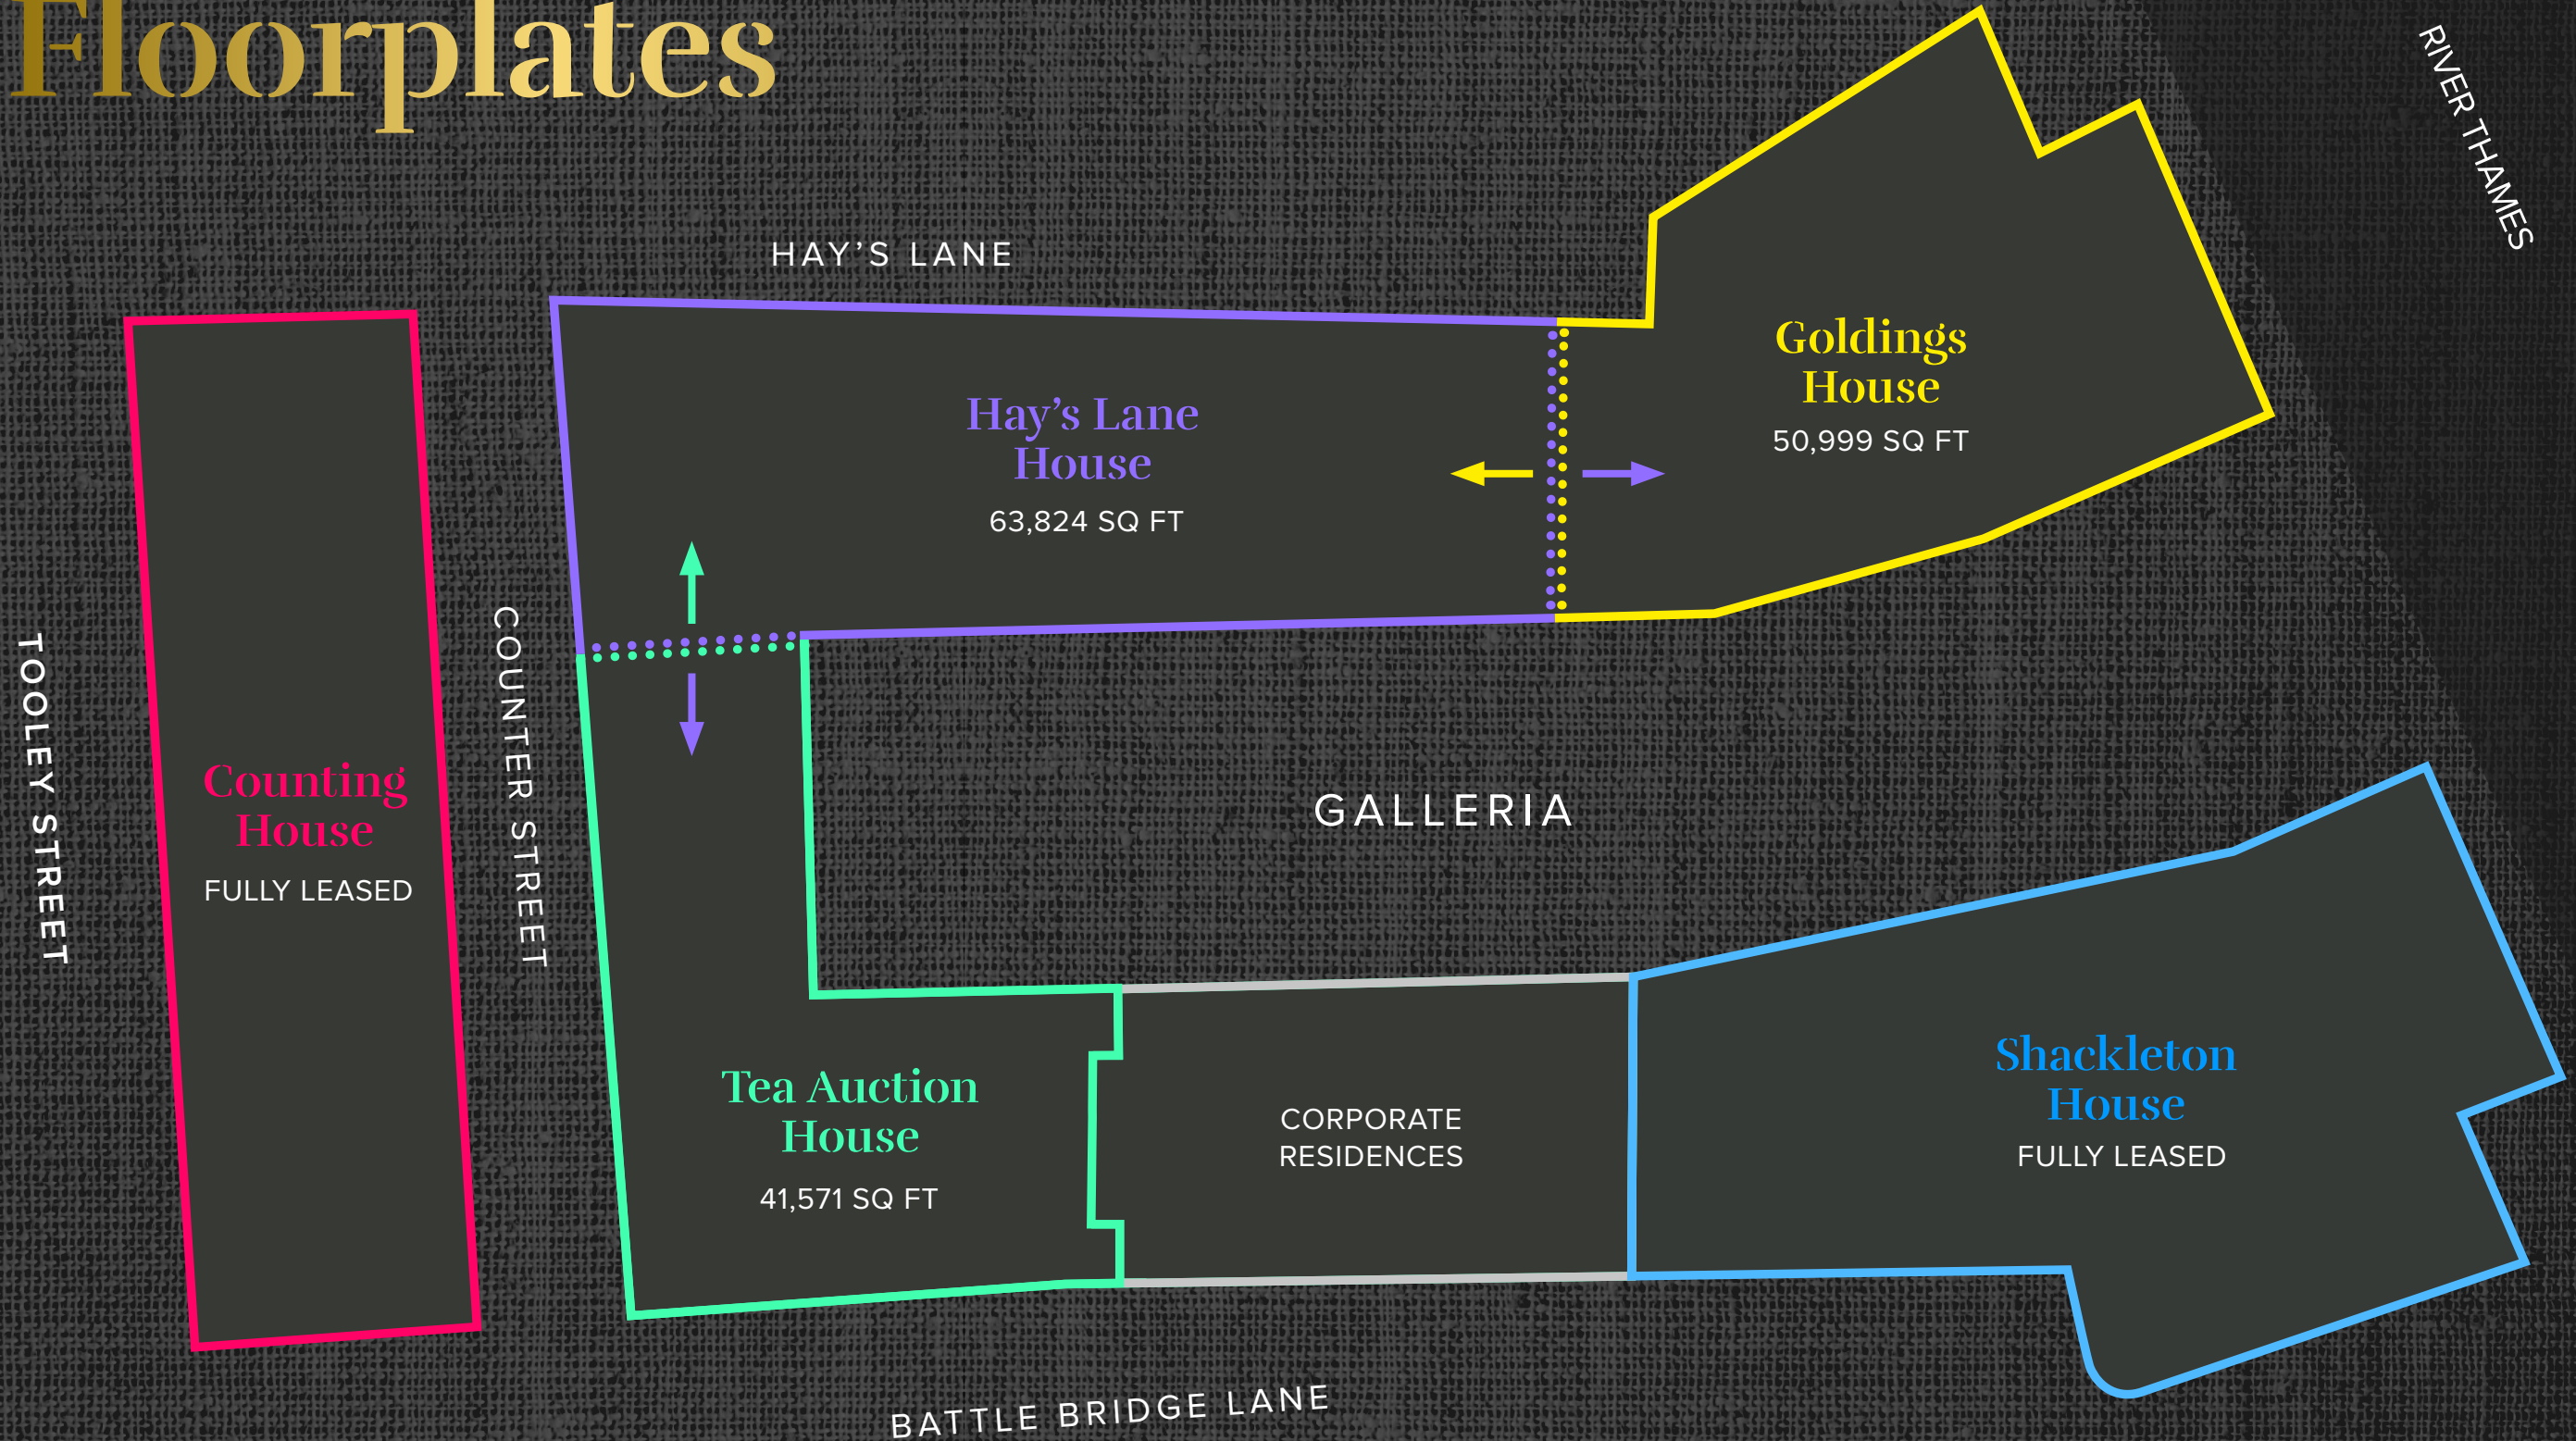 Floorplates
RIVER THAMES
HAY’S LANE
Goldings
House
50,999 SQ FT
Hay’s Lane
House
63,824 SQ FT
TOOLEY STREET
COUNTER STREET
Counting
House
FULLY LEASED
GALLERIA
Tea Auction
House
41,571 SQ FT
CORPORATE
RESIDENCES
Shackleton
House
FULLY LEASED
BATTLE BRIDGE LANE